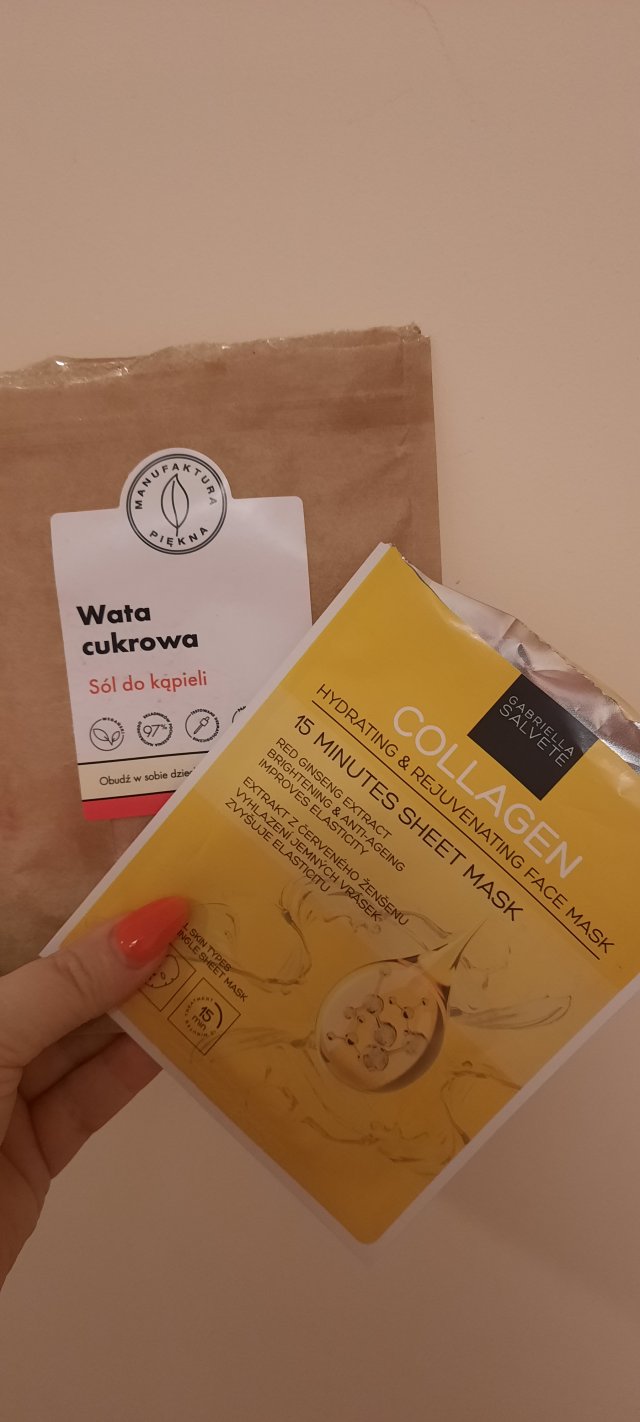 MANUFAKTURA
PIĘKNA
Wata
cukrowa
Sól do kąpieli
97%
Obudź w sobie
GABRIELLA
SALVETE
COLLAGEN
HYDRATING & REJUVENATING FACE MASK
15 MINUTES SHEET MASK
RED GINSENG EXTRACT
BRIGHTENING & ANTI-AGEING
IMPROVES ELASTICITY
EXTRAKT Z ČERVENÉHO ŽENŠENU
VYHLAZENÍ JEMNÝCH VRÁSEK
ZVYŠUJE ELASTICITU
SKIN TYPES
SHEET MASK
TREATMENT
15
min.